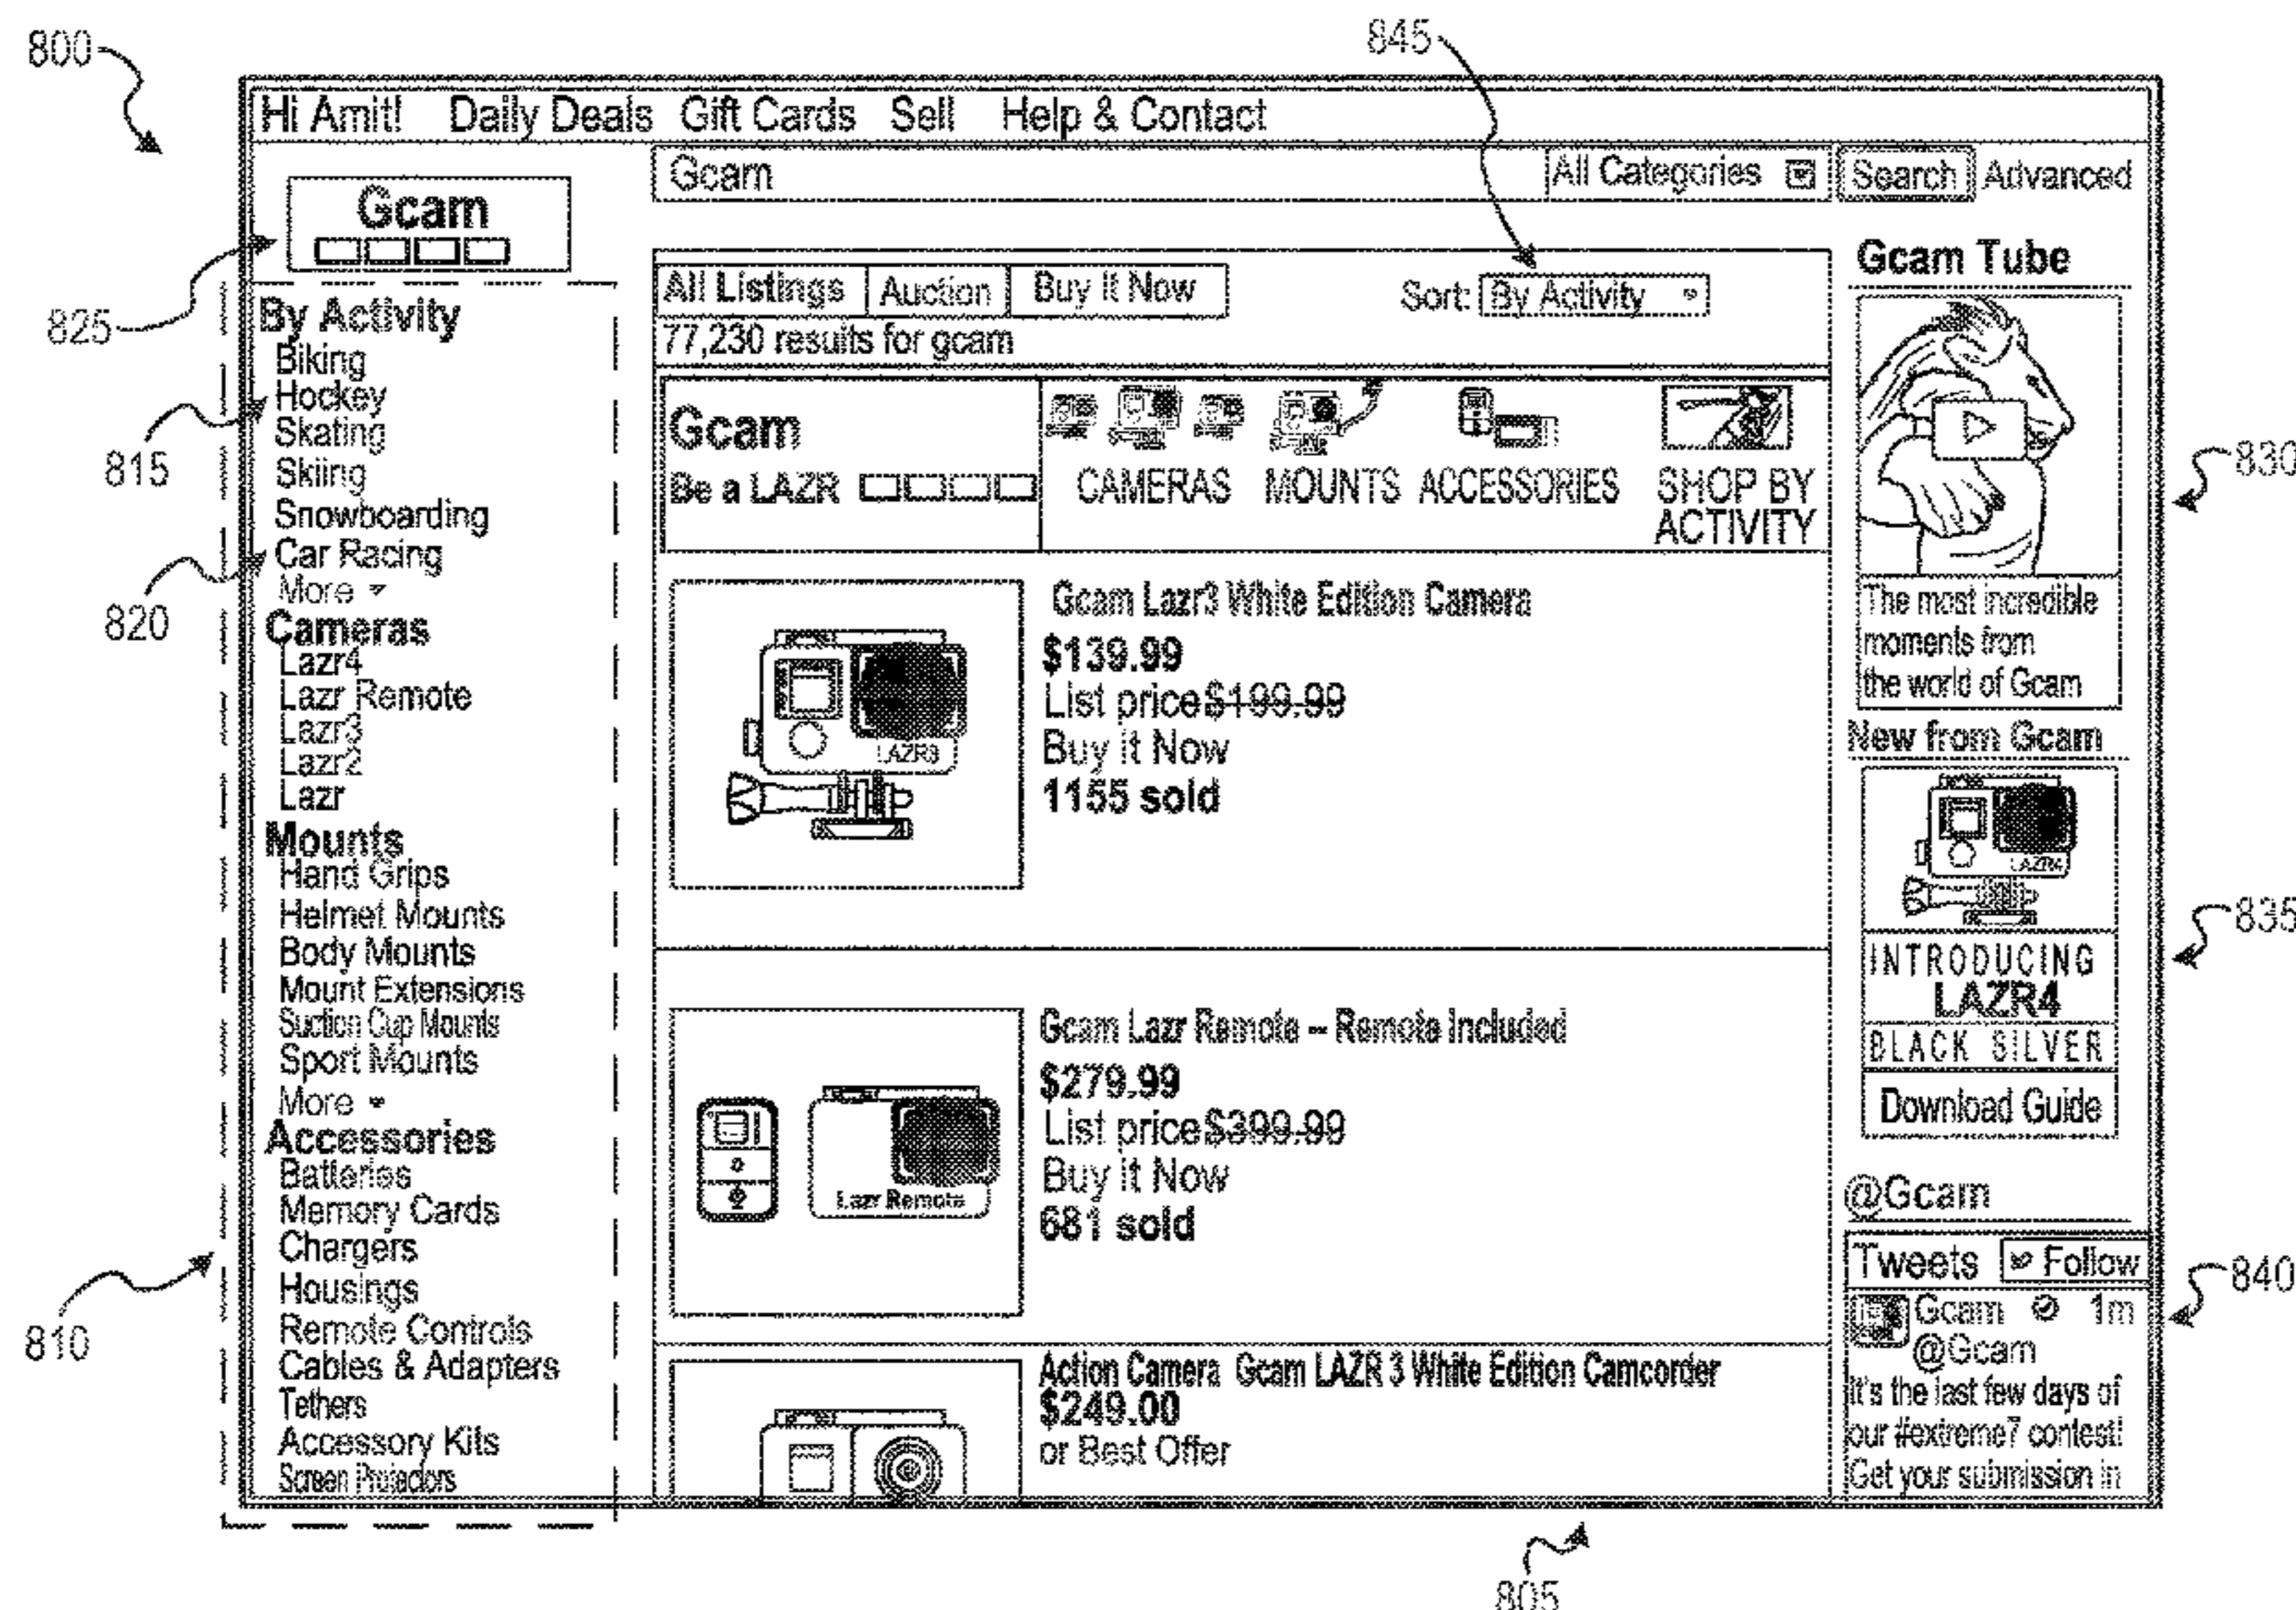 800
845
Hi Amit! Daily Deals Gift Cards Sell Help & Contact
Gcam All Categories Search Advanced
Gcam
825
By Activity
Biking
Hockey
Skating
Skiing
Snowboarding
Car Racing
More
815
820
Cameras
Lazr4
Lazr Remote
Lazr3
Lazr2
Lazr
Mounts
Hand Grips
Helmet Mounts
Body Mounts
Mount Extensions
Suction Cup Mounts
Sport Mounts
More
Accessories
Batteries
Memory Cards
Chargers
Housings
Remote Controls
Cables & Adapters
Tethers
Accessory Kits
Screen Protectors
810
All Listings Auction Buy It Now Sort: By Activity
77,230 results for gcam
Gcam
Be a LAZR
CAMERAS MOUNTS ACCESSORIES SHOP BY
ACTIVITY
Gcam Lazr3 White Edition Camera
$139.99
List price $199.99
Buy it Now
1155 sold
LAZR3
Gcam Lazr Remote -- Remote Included
$279.99
List price $399.99
Buy it Now
681 sold
Lazr Remote
Action Camera Gcam LAZR 3 White Edition Camcorder
$249.00
or Best Offer
Gcam Tube
The most incredible
moments from
the world of Gcam
830
New from Gcam
LAZR4
INTRODUCING
LAZR4
BLACK SILVER
Download Guide
835
@Gcam
Tweets Follow
Gcam 1m
@Gcam
It's the last few days of
our #extreme7 contest!
Get your submission in
840
805